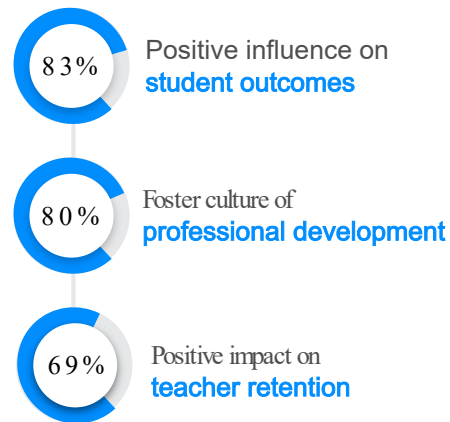 83%
Positive influence on
student outcomes
80%
Foster culture of
professional development
69%
Positive impact on
teacher retention